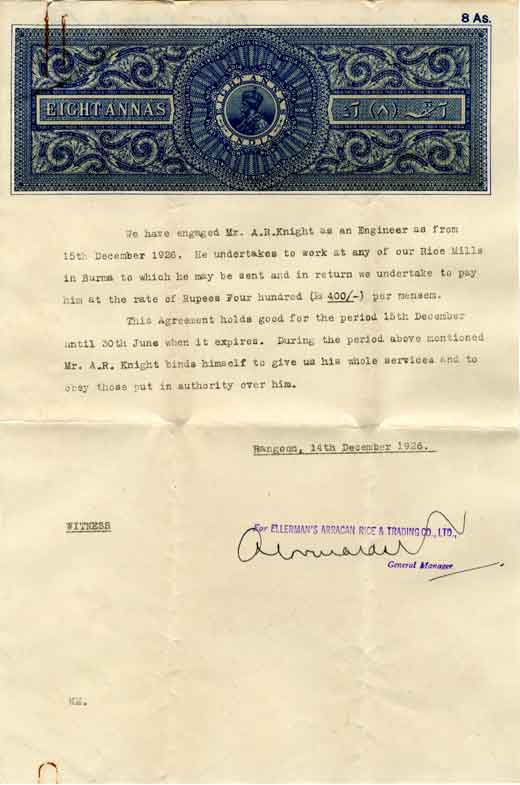 8 As.
EIGHT ANNAS
We have engaged Mr. A.R.Knight as an Engineer as from
15th December 1926. He undertakes to work at any of our Rice Mills
in Burma to which he may be sent and in return we undertake to pay
him at the rate of Rupees Four hundred (Rs 400/-) per mensem.
This Agreement holds good for the period 15th December
until 30th June when it expires. During the period above mentioned
Mr. A.R. Knight binds himself to give us his whole services and to
obey those put in authority over him.
Rangoon, 14th December 1926.
WITNESS
For ELLERMAN'S ARRACAN RICE & TRADING CO., LTD.,
General Manager